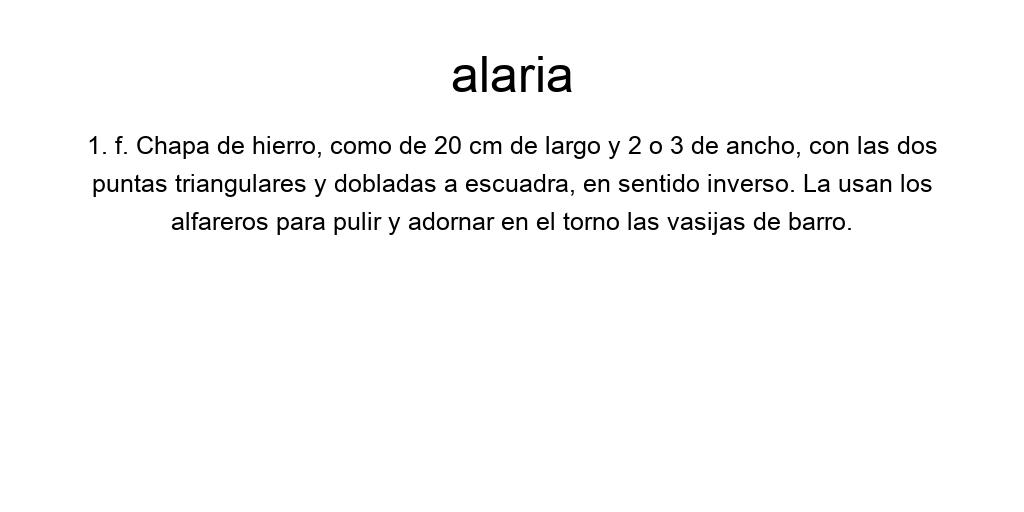 alaria
1. f. Chapa de hierro, como de 20 cm de largo y 2 o 3 de ancho, con las dos
puntas triangulares y dobladas a escuadra, en sentido inverso. La usan los
alfareros para pulir y adornar en el torno las vasijas de barro.